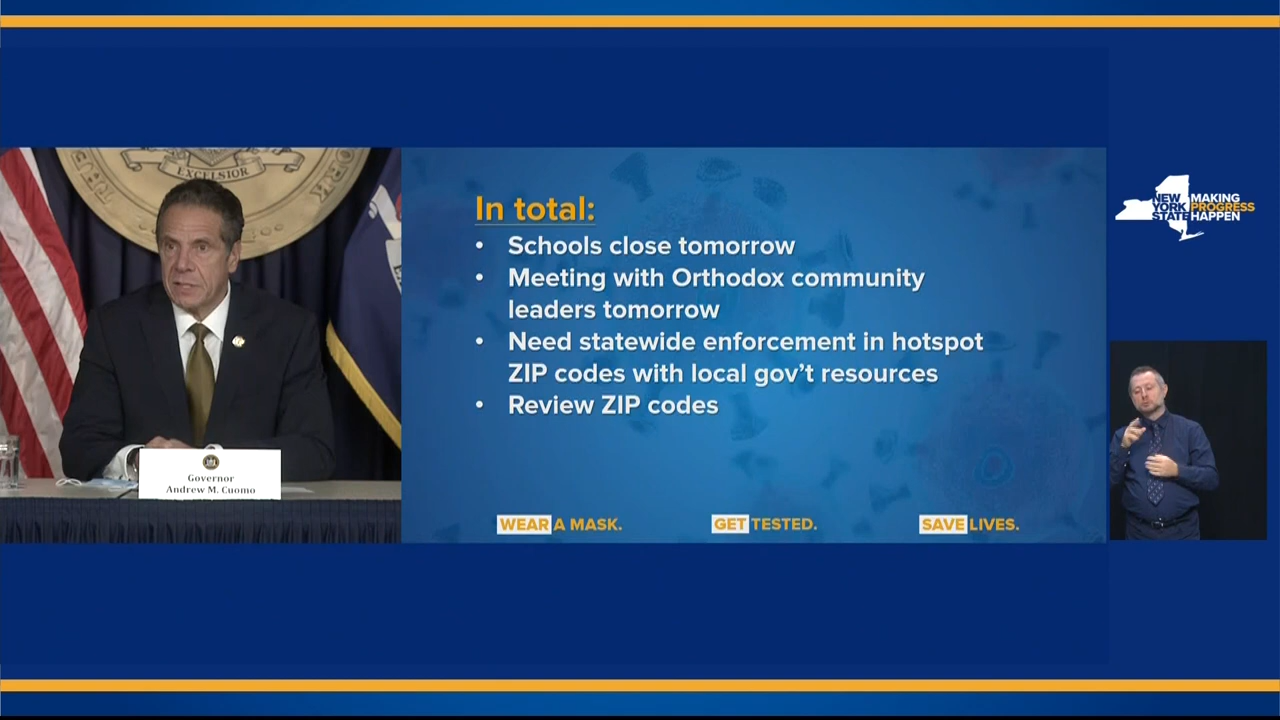 EXCELSIOR
In total:
• Schools close tomorrow
• Meeting with Orthodox community
leaders tomorrow
• Need statewide enforcement in hotspot
ZIP codes with local gov't resources
• Review ZIP codes
WEAR A MASK. GET TESTED. SAVE LIVES.
Governor
Andrew M. Cuomo
NEW YORK STATE
MAKING
PROGRESS
HAPPEN